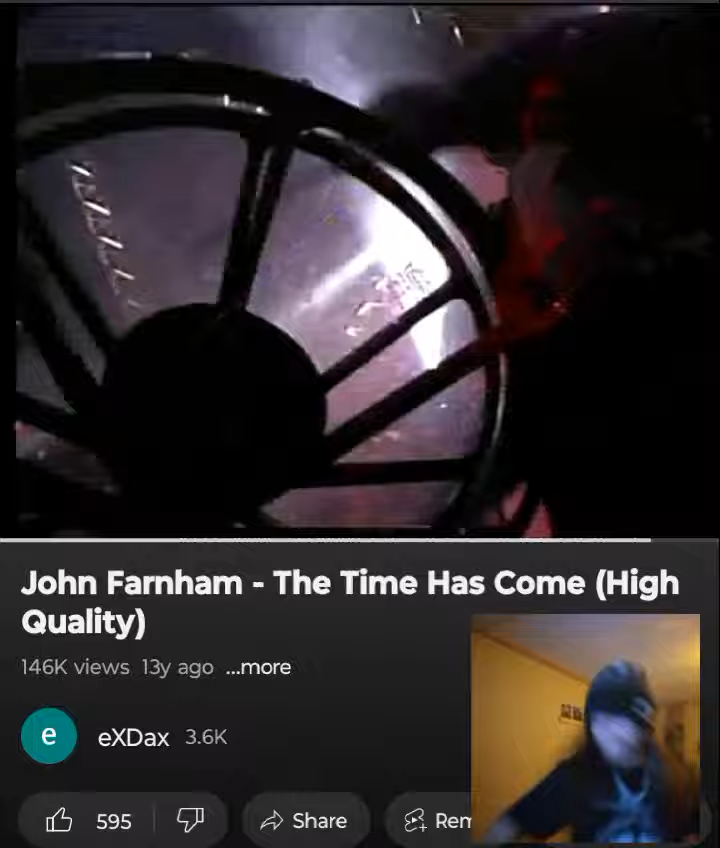 John Farnham - The Time Has Come (High
Quality)
146K views 13y ago ...more
e eXDax 3.6K
595 Share